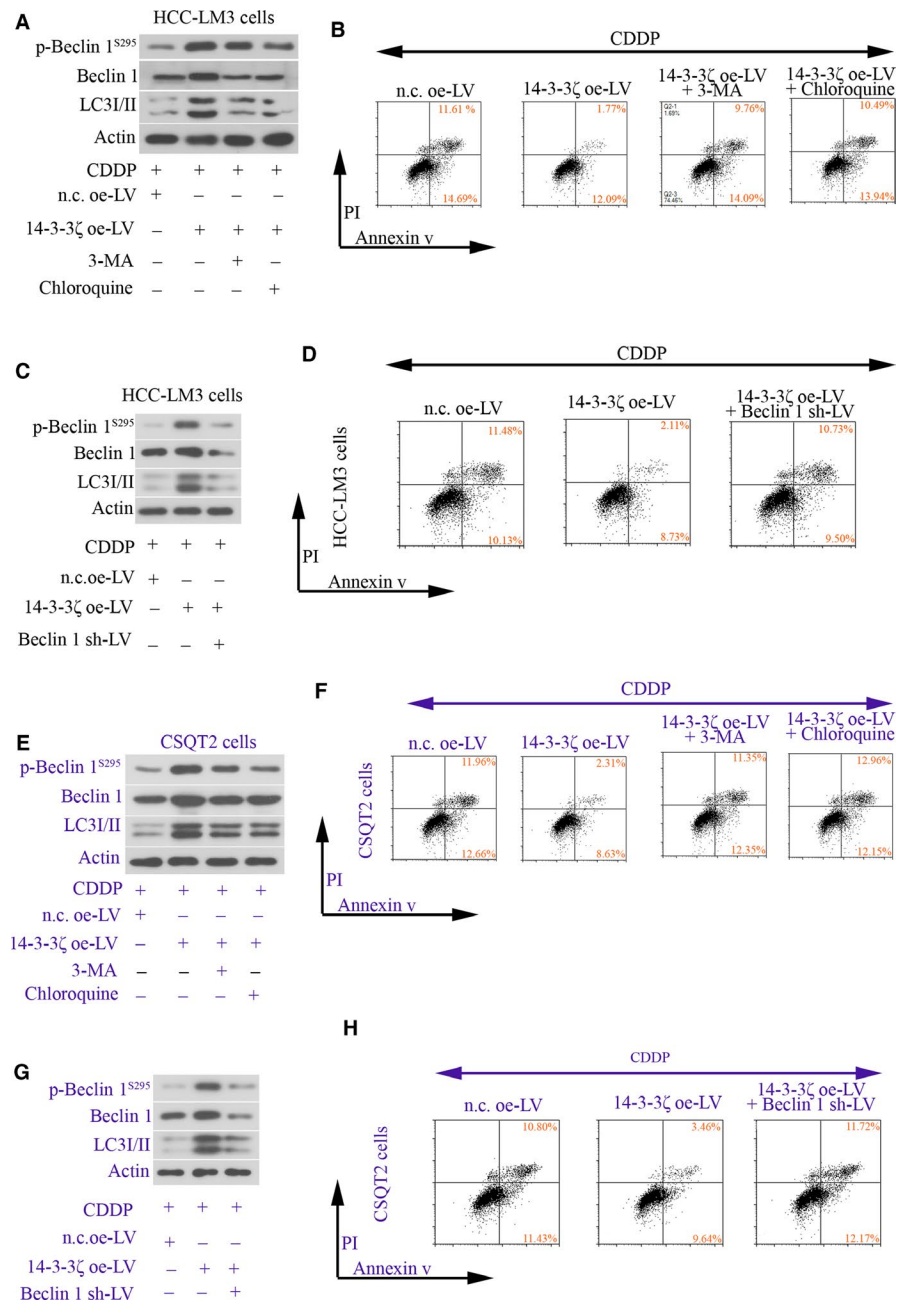 A
HCC-LM3 cells
p-Beclin 1S295
Beclin 1
LC3I/II
Actin
CDDP + + + +
n.c. oe-LV + – – –
14-3-3ζ oe-LV – + + +
3-MA – – + –
Chloroquine – – – +
B
CDDP
n.c. oe-LV
14-3-3ζ oe-LV
14-3-3ζ oe-LV
+ 3-MA
14-3-3ζ oe-LV
+ Chloroquine
11.61 %
1.77%
Q2-1
1.69%
9.76%
10.49%
14.69%
12.09%
Q2-3
74.46%
14.09%
13.94%
PI
Annexin v
C
HCC-LM3 cells
p-Beclin 1S295
Beclin 1
LC3I/II
Actin
CDDP + + +
n.c.oe-LV + – –
14-3-3ζ oe-LV – + +
Beclin 1 sh-LV – – +
D
CDDP
n.c. oe-LV
14-3-3ζ oe-LV
14-3-3ζ oe-LV
+ Beclin 1 sh-LV
HCC-LM3 cells
11.48%
2.11%
10.73%
10.13%
8.73%
9.50%
PI
Annexin v
E
CSQT2 cells
p-Beclin 1S295
Beclin 1
LC3I/II
Actin
CDDP + + + +
n.c. oe-LV + – – –
14-3-3ζ oe-LV – + + +
3-MA – – + –
Chloroquine – – – +
F
CDDP
n.c. oe-LV
14-3-3ζ oe-LV
14-3-3ζ oe-LV
+ 3-MA
14-3-3ζ oe-LV
+ Chloroquine
CSQT2 cells
11.96%
2.31%
11.35%
12.96%
12.66%
8.63%
12.35%
12.15%
PI
Annexin v
G
p-Beclin 1S295
Beclin 1
LC3I/II
Actin
CDDP + + +
n.c.oe-LV + – –
14-3-3ζ oe-LV – + +
Beclin 1 sh-LV – – +
H
CDDP
n.c. oe-LV
14-3-3ζ oe-LV
14-3-3ζ oe-LV
+ Beclin 1 sh-LV
CSQT2 cells
10.80%
3.46%
11.72%
11.43%
9.64%
12.17%
PI
Annexin v